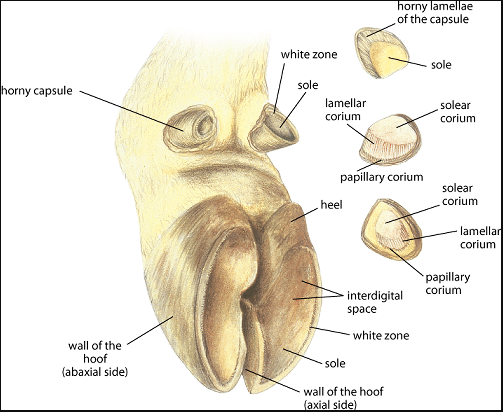 horny lamellae
of the capsule
white zone
sole
sole
horny capsule
lamellar
corium
solear
corium
papillary corium
solear
corium
heel
lamellar
corium
papillary
corium
interdigital
space
white zone
wall of the
hoof
(abaxial side)
sole
wall of the hoof
(axial side)